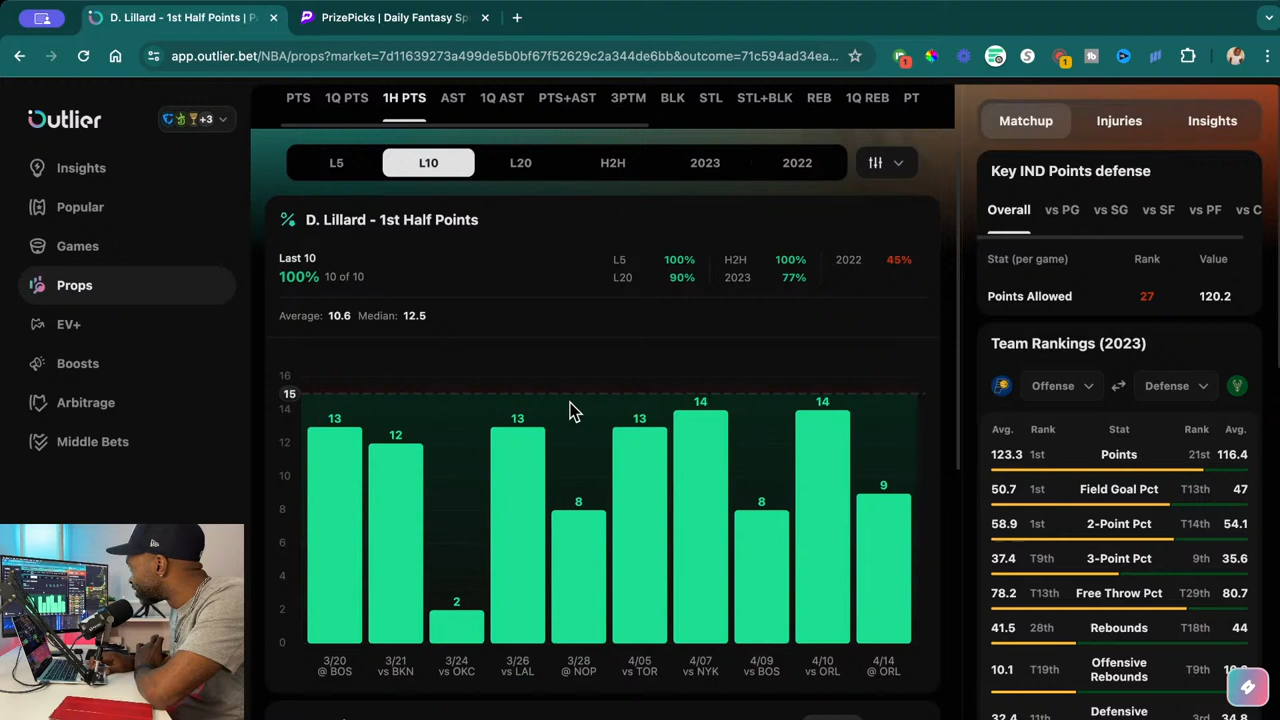 D. Lillard - 1st Half Points | P
PrizePicks | Daily Fantasy Sp
app.outlier.bet/NBA/props?market=7d11639273a499de5b0bf67f52629c2a344de6bb&outcome=71c594ad34ea...
Outlier
+3
Insights
Popular
Games
Props
EV+
Boosts
Arbitrage
Middle Bets
PTS 1Q PTS 1H PTS AST 1Q AST PTS+AST 3PTM BLK STL STL+BLK REB 1Q REB PT
L5 L10 L20 H2H 2023 2022
D. Lillard - 1st Half Points
Last 10
100% 10 of 10
L5 100% H2H 100% 2022 45%
L20 90% 2023 77%
Average: 10.6 Median: 12.5
16
15
14
12
10
8
6
4
2
0
13 12 2 13 8 13 14 8 14 9
3/20 3/21 3/24 3/26 3/28 4/05 4/07 4/09 4/10 4/14
@ BOS vs BKN vs OKC vs LAL @ NOP vs TOR vs NYK vs BOS vs ORL @ ORL
Matchup Injuries Insights
Key IND Points defense
Overall vs PG vs SG vs SF vs PF vs C
Stat (per game) Rank Value
Points Allowed 27 120.2
Team Rankings (2023)
Offense Defense
Avg. Rank Stat Rank Avg.
123.3 1st Points 21st 116.4
50.7 1st Field Goal Pct T13th 47
58.9 1st 2-Point Pct T14th 54.1
37.4 T9th 3-Point Pct 9th 35.6
78.2 T13th Free Throw Pct T29th 80.7
41.5 28th Rebounds T18th 44
10.1 T19th Offensive Rebounds T9th
32.4 11th Defensive 3rd 34.8